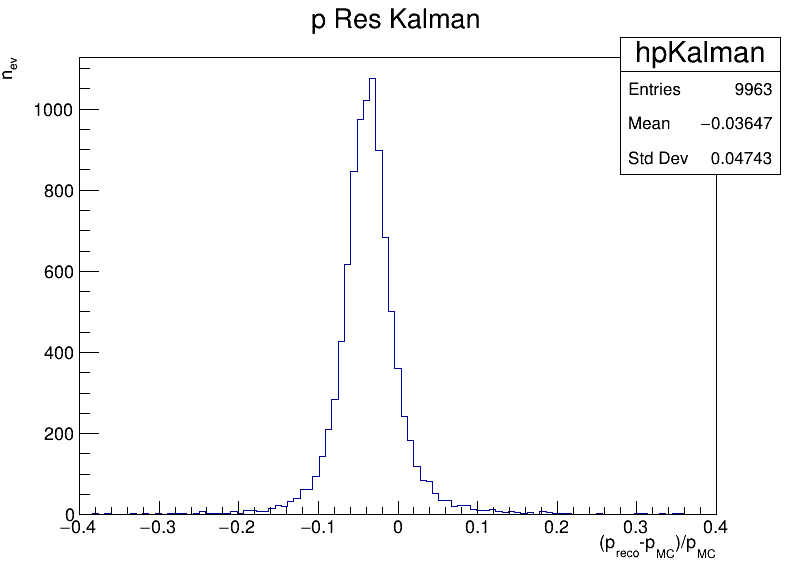 p Res Kalman
hpKalman
Entries 9963
Mean −0.03647
Std Dev 0.04743
n_ev
1000
800
600
400
200
0
−0.4 −0.3 −0.2 −0.1 0 0.1 0.2 0.3 0.4
(p_reco-p_MC)/p_MC